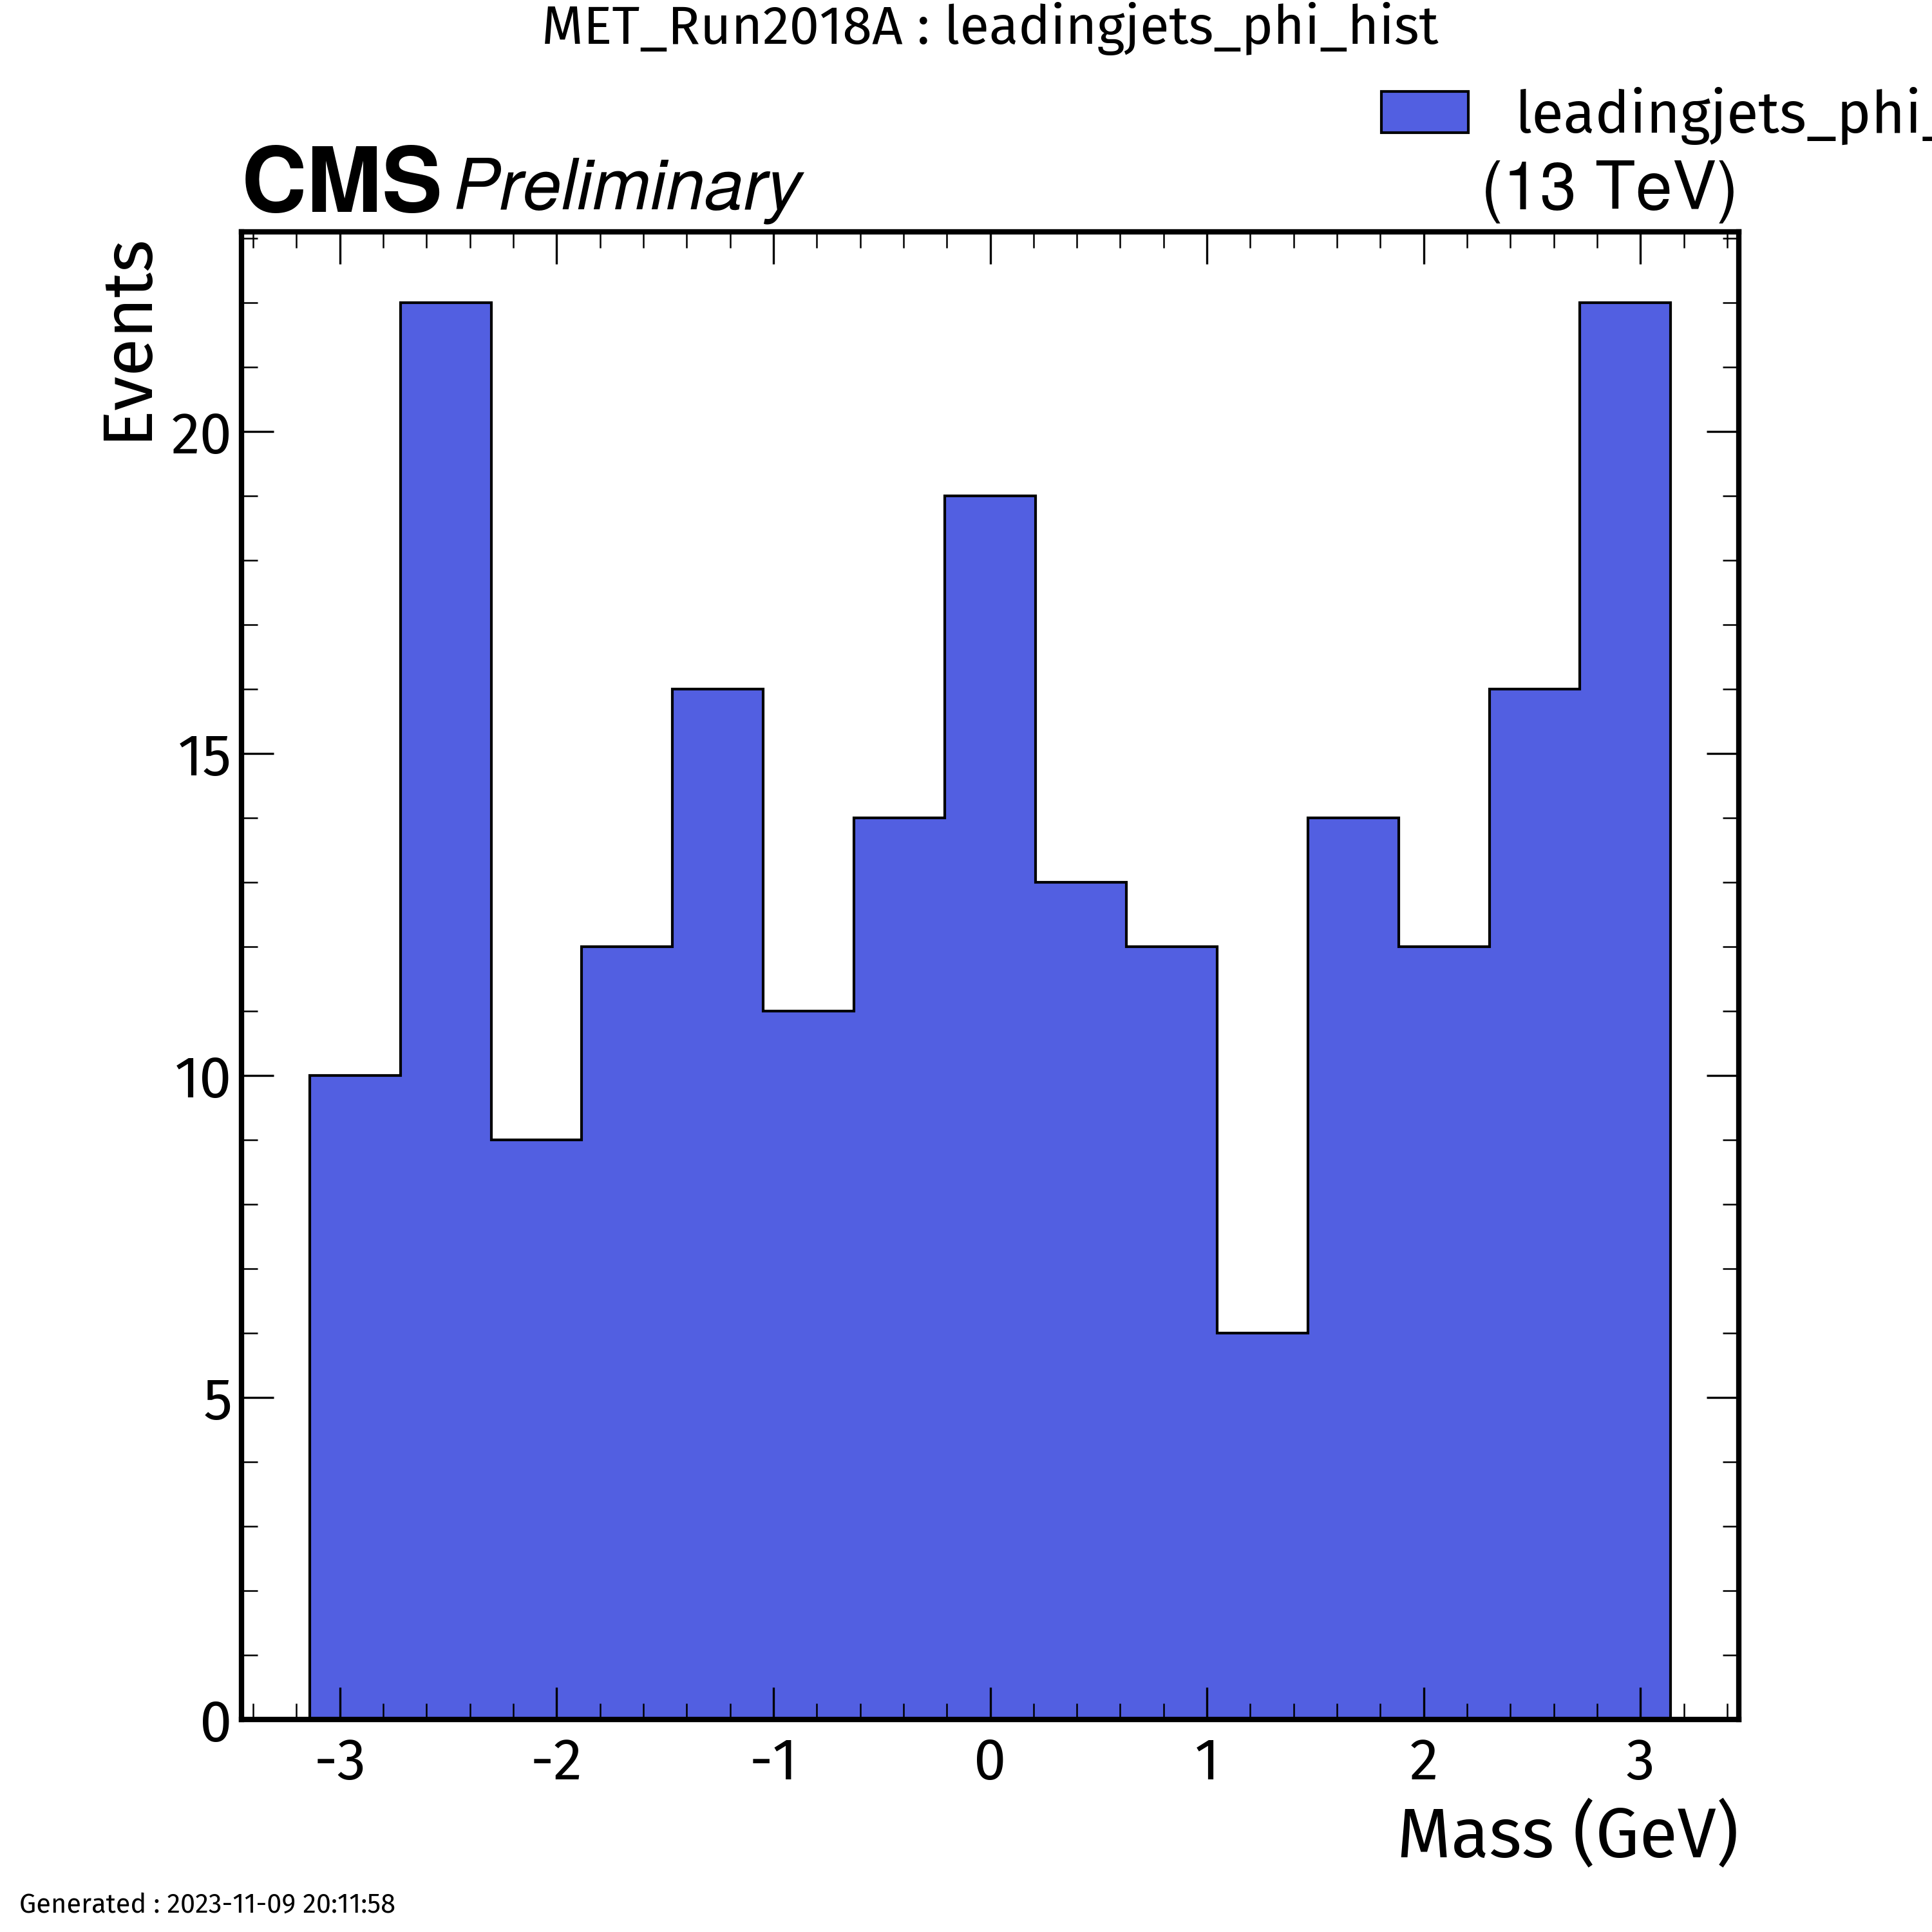 MET_Run2018A : leadingjets_phi_hist
leadingjets_phi_
CMS Preliminary
(13 TeV)
Events
20
15
10
5
0
-3 -2 -1 0 1 2 3
Mass (GeV)
Generated : 2023-11-09 20:11:58